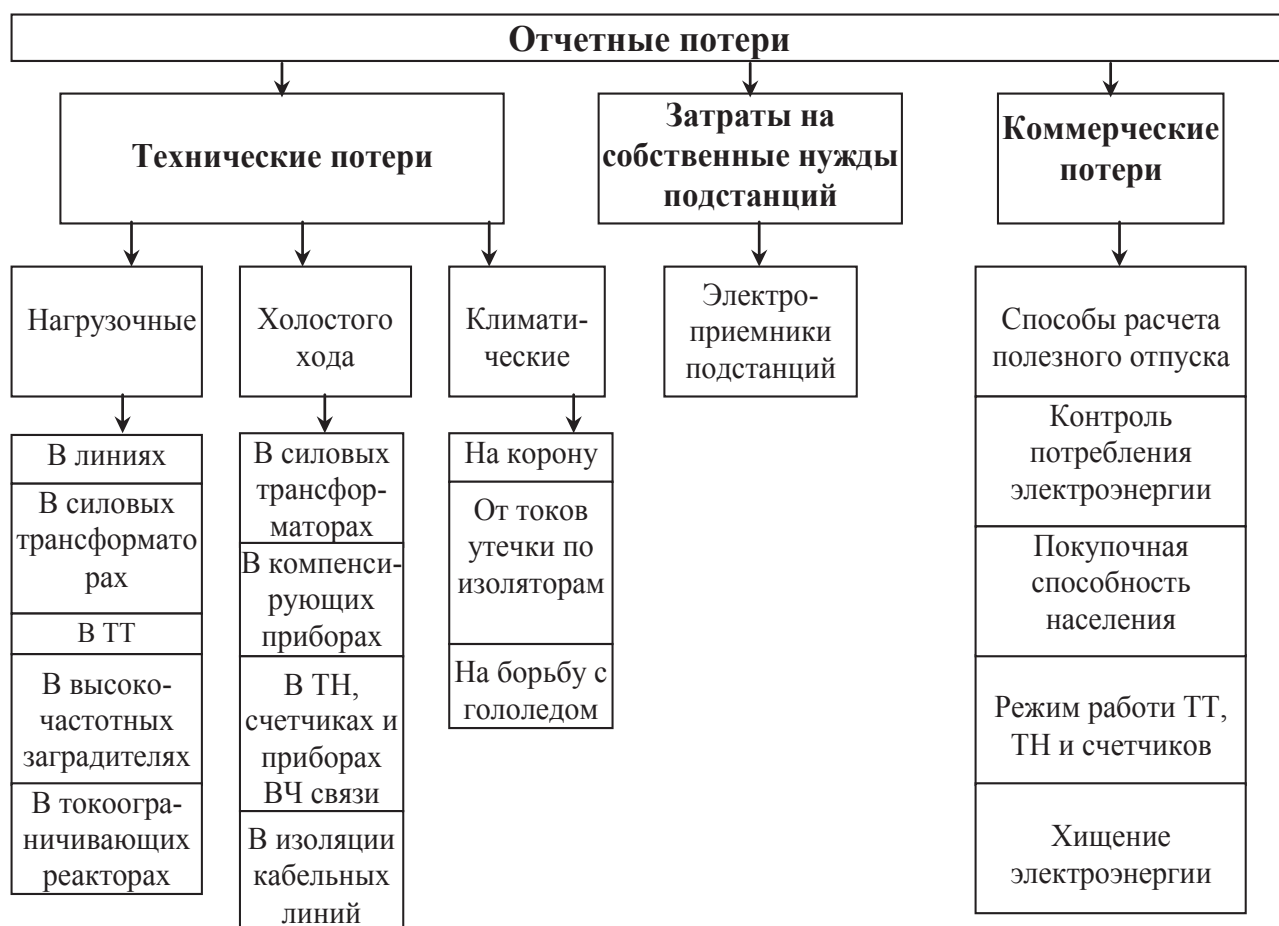 Отчетные потери
Технические потери
Затраты на
собственные нужды
подстанций
Коммерческие
потери
Нагрузочные
Холостого
хода
Климати-
ческие
Электро-
приемники
подстанций
Способы расчета
полезного отпуска
В линиях
В силовых
трансформато
рах
В ТТ
В высоко-
частотных
заградителях
В токоогра-
ничивающих
реакторах
В силовых
трансфор-
маторах
В компенси-
рующих
приборах
В ТН,
счетчиках и
приборах
ВЧ связи
В изоляции
кабельных
линий
На корону
От токов
утечки по
изоляторам
На борьбу с
гололедом
Контроль
потребления
электроэнергии
Покупочная
способность
населения
Режим работи ТТ,
ТН и счетчиков
Хищение
электроэнергии